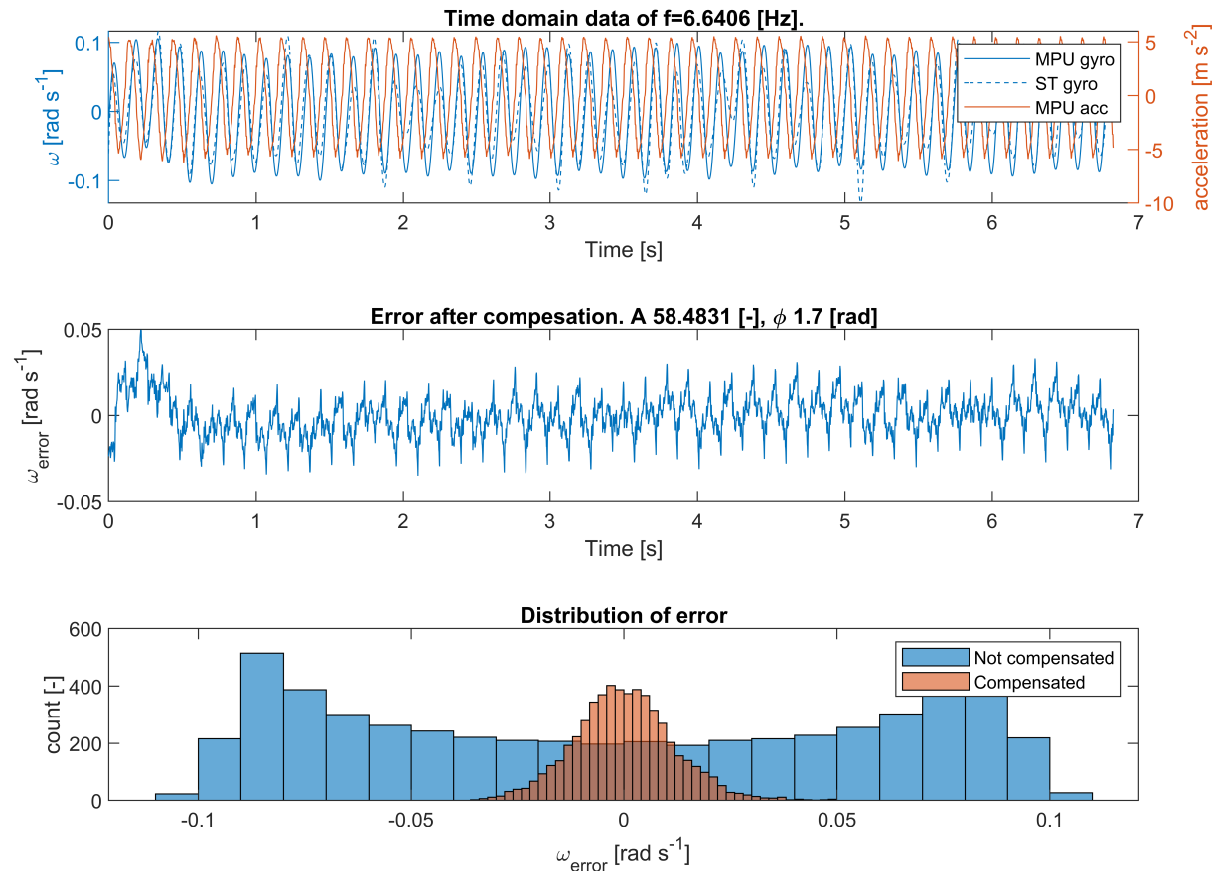 Time domain data of f=6.6406 [Hz].
0.1
0
-0.1
ω [rad s⁻¹]
5
0
-5
-10
acceleration [m s⁻²]
MPU gyro
ST gyro
MPU acc
0 1 2 3 4 5 6 7
Time [s]
Error after compesation. A 58.4831 [-], ϕ 1.7 [rad]
0.05
0
-0.05
ω_error [rad s⁻¹]
0 1 2 3 4 5 6 7
Time [s]
Distribution of error
600
400
200
0
count [-]
Not compensated
Compensated
-0.1 -0.05 0 0.05 0.1
ω_error [rad s⁻¹]